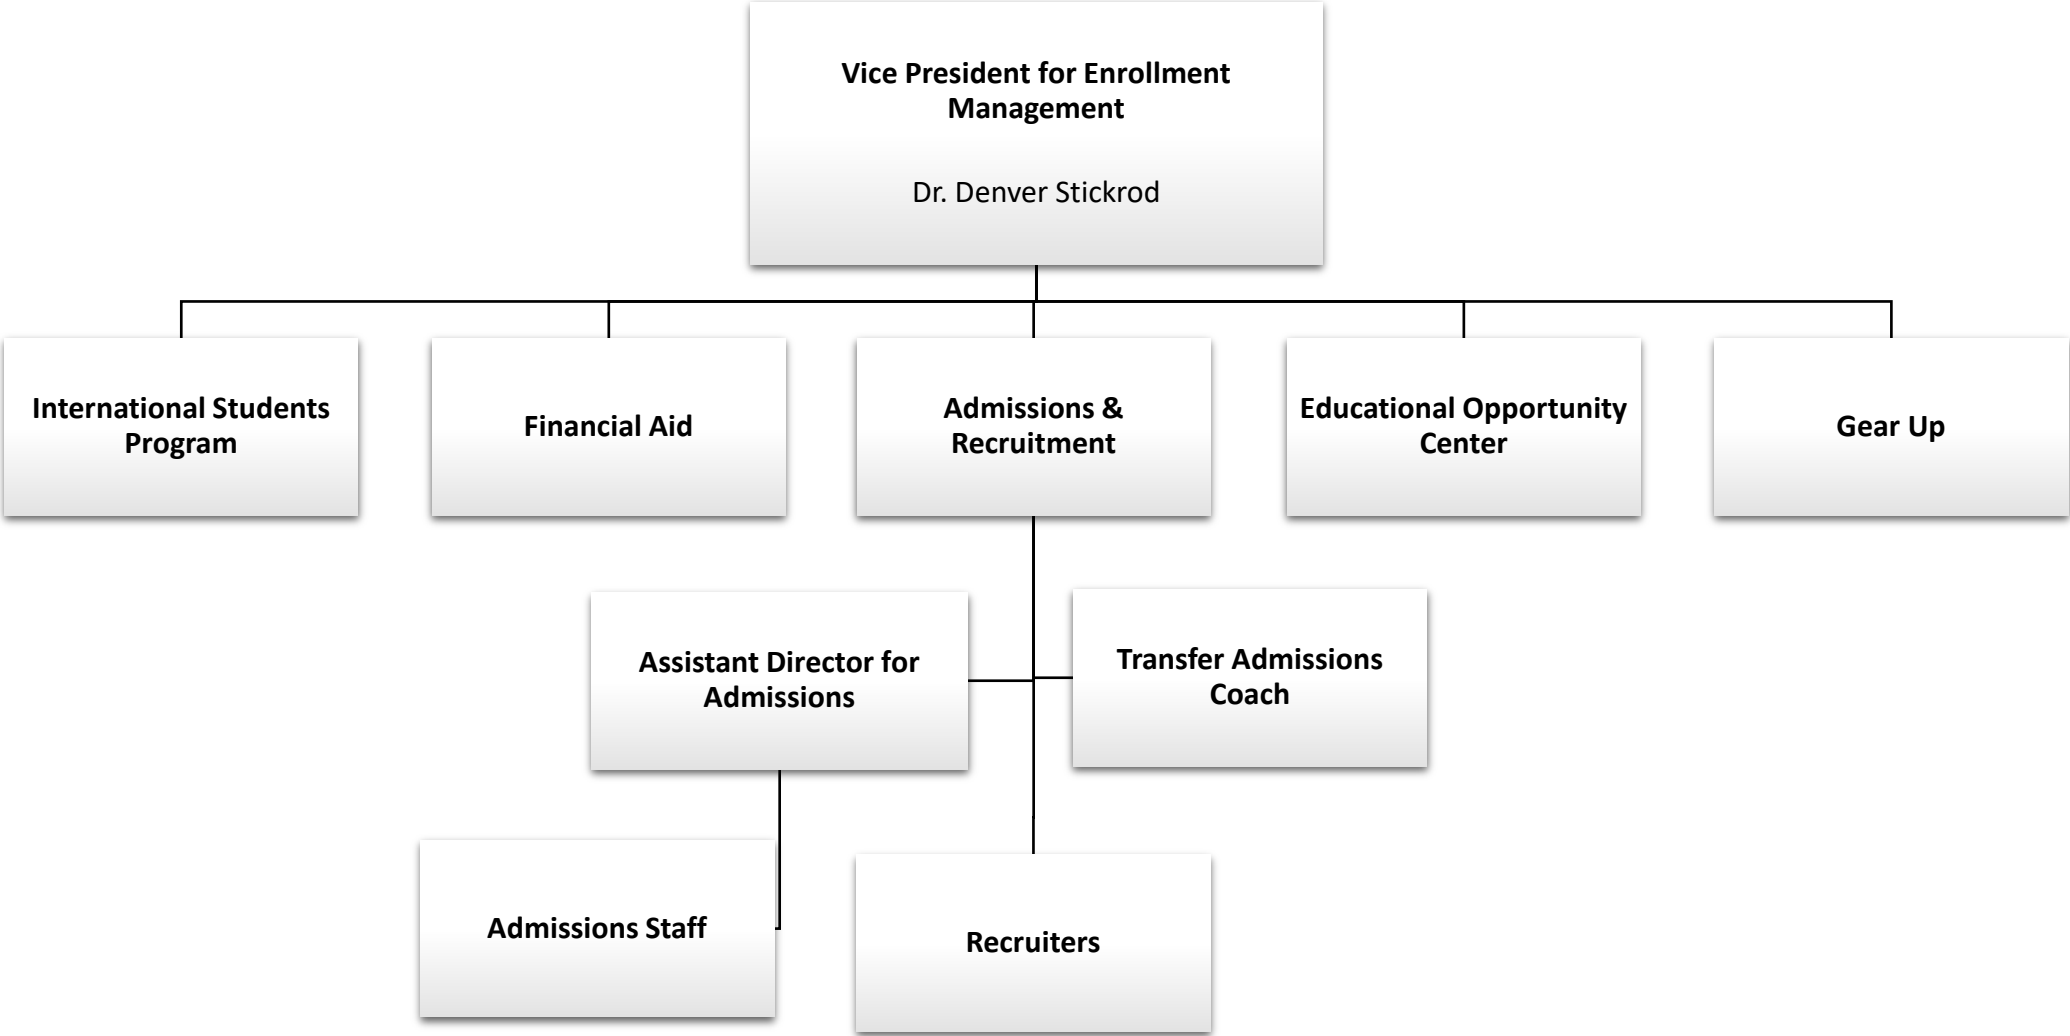 Vice President for Enrollment
Management
Dr. Denver Stickrod
International Students
Program
Financial Aid
Admissions &
Recruitment
Educational Opportunity
Center
Gear Up
Assistant Director for
Admissions
Transfer Admissions
Coach
Admissions Staff
Recruiters